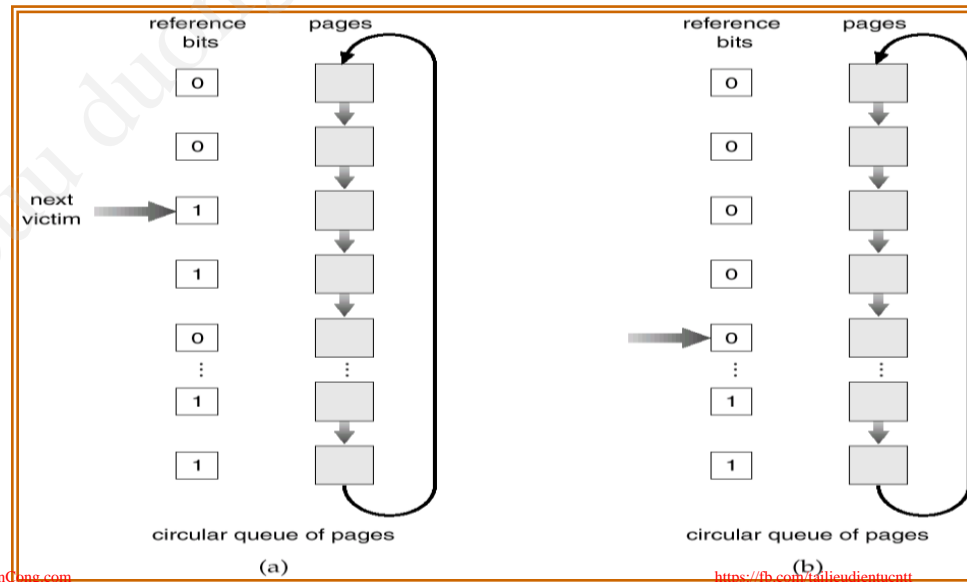 reference bits
pages
0
0
next victim
1
1
0
1
1
circular queue of pages
(a)
reference bits
pages
0
0
0
0
0
1
1
circular queue of pages
(b)
https://fb.com/tailieudientucntt